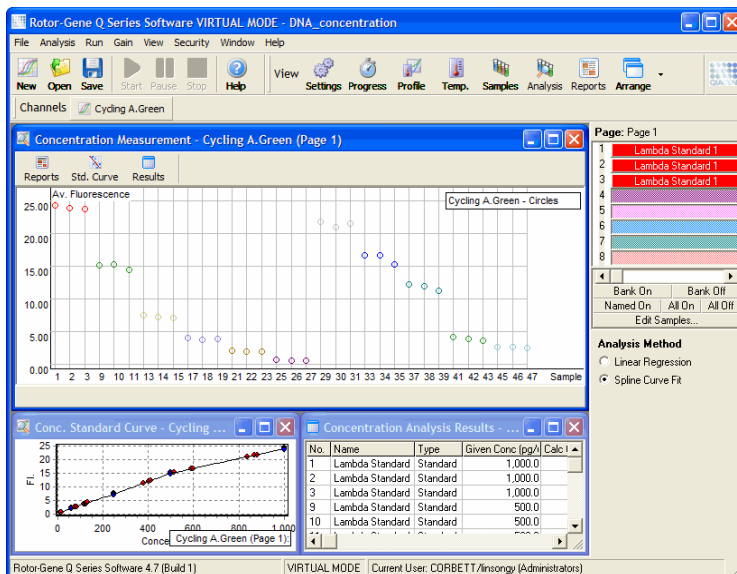 Rotor-Gene Q Series Software VIRTUAL MODE - DNA_concentration
File Analysis Run Gain View Security Window Help
New Open Save Start Pause Stop Help View Settings Progress Profile Temp. Samples Analysis Reports Arrange
Channels Cycling A.Green
Concentration Measurement - Cycling A.Green (Page 1)
Reports Std. Curve Results
Av. Fluorescence
Cycling A.Green - Circles
25.00
20.00
15.00
10.00
5.00
0.00
1 2 3 9 10 11 13 14 15 17 18 19 21 22 23 25 26 27 29 30 31 33 34 35 37 38 39 41 42 43 45 46 47 Sample
Page: Page 1
1 Lambda Standard 1
2 Lambda Standard 1
3 Lambda Standard 1
4
5
6
7
8
Bank On Bank Off
Named On All On All Off
Edit Samples...
Analysis Method
Linear Regression
Spline Curve Fit
Conc. Standard Curve - Cycling ...
25
20
15
10
5
0
Fl.
0 200 400 600 800 1,000
Conce
Cycling A.Green (Page 1):
Concentration Analysis Results - ...
No. Name Type Given Conc (pg/
1 Lambda Standard Standard 1,000.0
2 Lambda Standard Standard 1,000.0
3 Lambda Standard Standard 1,000.0
9 Lambda Standard Standard 500.0
10 Lambda Standard Standard 500.0
Rotor-Gene Q Series Software 4.7 (Build 1) VIRTUAL MODE Current User: CORBETT/linsongy (Administrators)